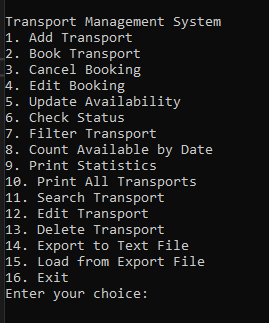 Transport Management System
1. Add Transport
2. Book Transport
3. Cancel Booking
4. Edit Booking
5. Update Availability
6. Check Status
7. Filter Transport
8. Count Available by Date
9. Print Statistics
10. Print All Transports
11. Search Transport
12. Edit Transport
13. Delete Transport
14. Export to Text File
15. Load from Export File
16. Exit
Enter your choice: